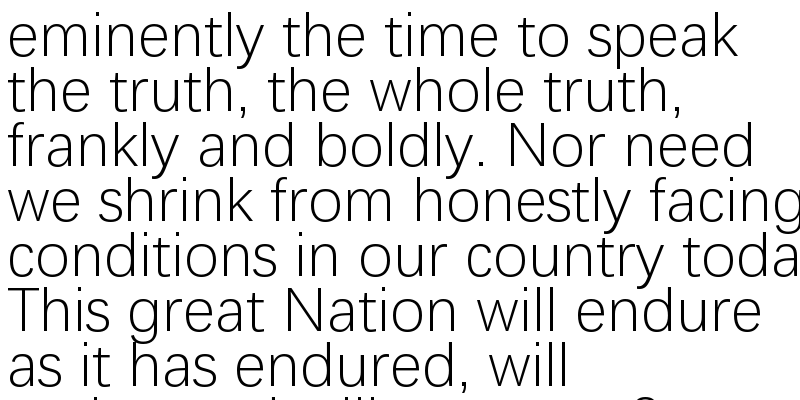 eminently the time to speak
the truth, the whole truth,
frankly and boldly. Nor need
we shrink from honestly facing
conditions in our country toda
This great Nation will endure
as it has endured, will